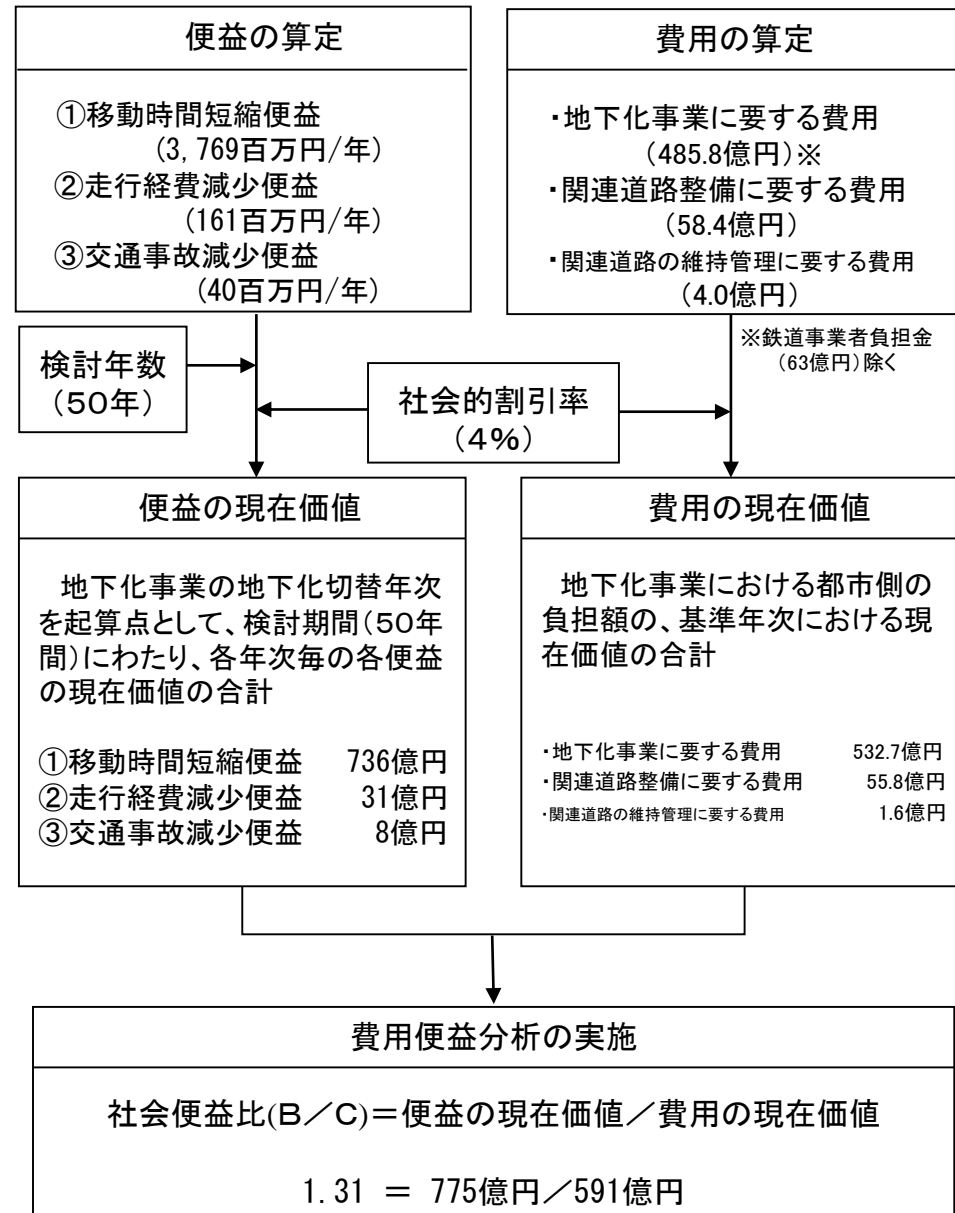 便益の算定
①移動時間短縮便益
(3,769百万円/年)
②走行経費減少便益
(161百万円/年)
③交通事故減少便益
(40百万円/年)
費用の算定
・地下化事業に要する費用
(485.8億円)※
・関連道路整備に要する費用
(58.4億円)
・関連道路の維持管理に要する費用
(4.0億円)
※鉄道事業者負担金
(63億円)除く
検討年数
(50年)
社会的割引率
(4%)
便益の現在価値
地下化事業の地下化切替年次
を起算点として、検討期間(50年
間)にわたり、各年次毎の各便益
の現在価値の合計
①移動時間短縮便益 736億円
②走行経費減少便益 31億円
③交通事故減少便益 8億円
費用の現在価値
地下化事業における都市側の
負担額の、基準年次における現
在価値の合計
・地下化事業に要する費用 532.7億円
・関連道路整備に要する費用 55.8億円
・関連道路の維持管理に要する費用 1.6億円
費用便益分析の実施
社会便益比(B/C)=便益の現在価値/費用の現在価値
1.31 = 775億円/591億円